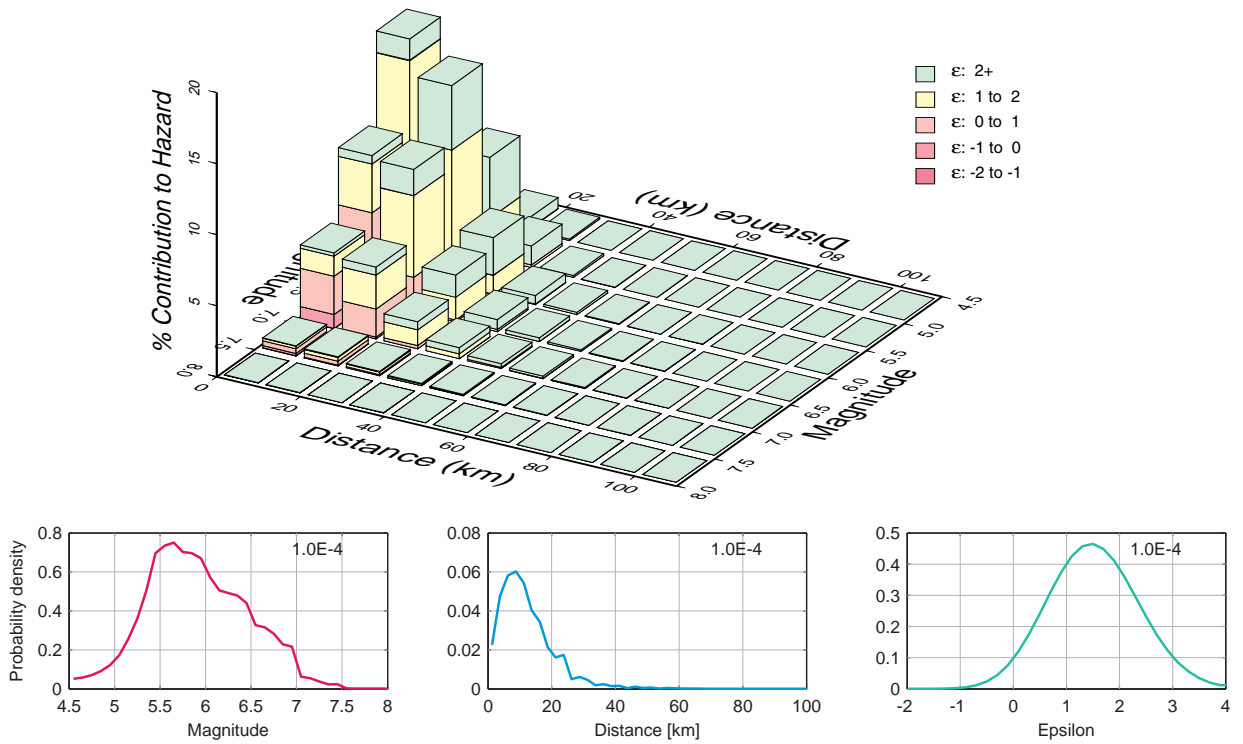 % Contribution to Hazard
20
15
10
5
ε: 2+
ε: 1 to 2
ε: 0 to 1
ε: -1 to 0
ε: -2 to -1
20
40
60
80
100
Distance (km)
4.5
5.0
5.5
6.0
6.5
7.0
7.5
8.0
Magnitude
7.0
7.5
8.0
0
20
40
60
80
100
Distance (km)
Probability density
0.8
0.6
0.4
0.2
0
1.0E-4
4.5 5 5.5 6 6.5 7 7.5 8
Magnitude
0.08
0.06
0.04
0.02
0
1.0E-4
0 20 40 60 80 100
Distance [km]
0.5
0.4
0.3
0.2
0.1
0
1.0E-4
-2 -1 0 1 2 3 4
Epsilon